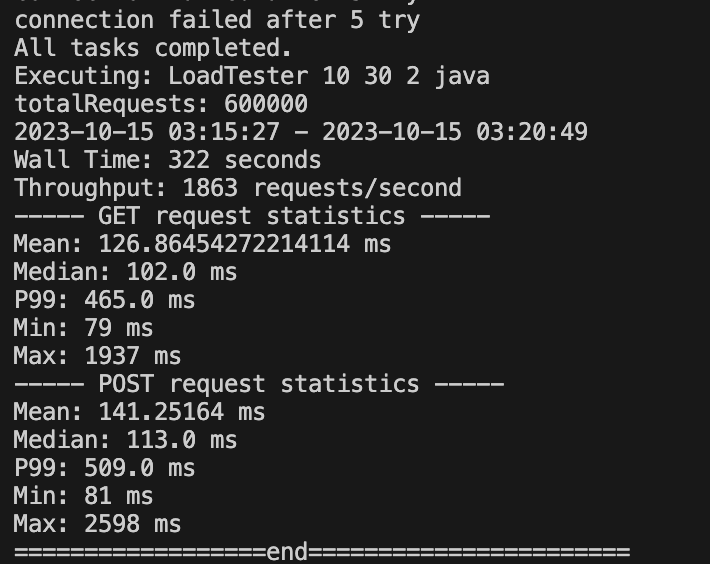 connection failed after 5 try
All tasks completed.
Executing: LoadTester 10 30 2 java
totalRequests: 600000
2023-10-15 03:15:27 - 2023-10-15 03:20:49
Wall Time: 322 seconds
Throughput: 1863 requests/second
----- GET request statistics -----
Mean: 126.86454272214114 ms
Median: 102.0 ms
P99: 465.0 ms
Min: 79 ms
Max: 1937 ms
----- POST request statistics -----
Mean: 141.25164 ms
Median: 113.0 ms
P99: 509.0 ms
Min: 81 ms
Max: 2598 ms
==================end=======================